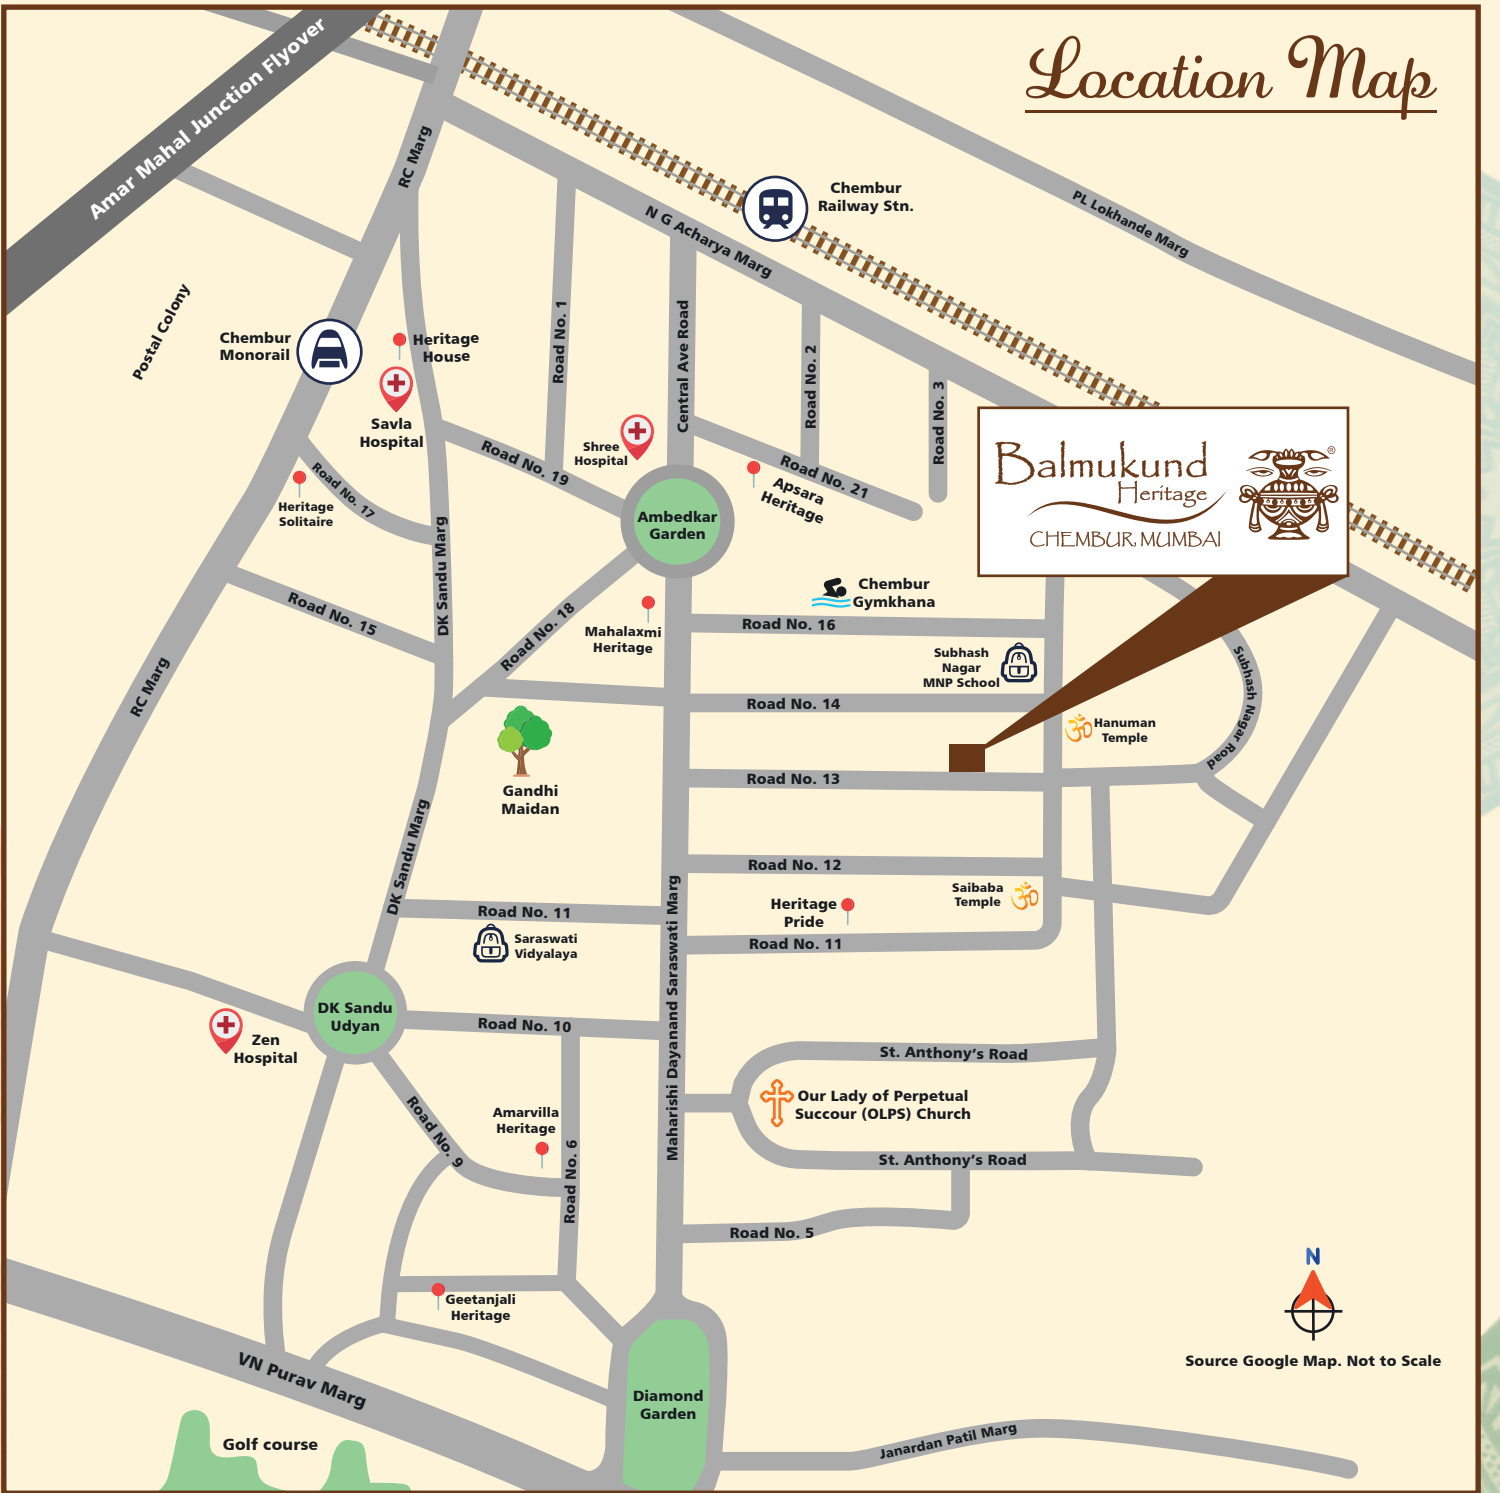 Location Map
Amar Mahal Junction Flyover
RC Marg
Chembur
Railway Stn.
PL Lokhande Marg
N G Acharya Marg
Postal Colony
Chembur
Monorail
Heritage
House
Savla
Hospital
Road No. 1
Central Ave Road
Road No. 2
Road No. 3
Shree
Hospital
Road No. 19
Road No. 21
Apsara
Heritage
Road No. 17
Heritage
Solitaire
DK Sandu Marg
Ambedkar
Garden
Balmukund
Heritage
CHEMBUR, MUMBAI
®
Road No. 15
Road No. 18
Mahalaxmi
Heritage
Chembur
Gymkhana
Road No. 16
Subhash
Nagar
MNP School
Subhash Nagar Road
RC Marg
Road No. 14
Hanuman
Temple
Gandhi
Maidan
Road No. 13
DK Sandu Marg
Road No. 12
Saibaba
Temple
Heritage
Pride
Road No. 11
Road No. 11
Saraswati
Vidyalaya
Maharishi Dayanand Saraswati Marg
DK Sandu
Udyan
Road No. 10
Zen
Hospital
St. Anthony's Road
Our Lady of Perpetual
Succour (OLPS) Church
St. Anthony's Road
Road No. 9
Amarvilla
Heritage
Road No. 6
Road No. 5
Geetanjali
Heritage
N
Source Google Map. Not to Scale
VN Purav Marg
Diamond
Garden
Golf course
Janardan Patil Marg